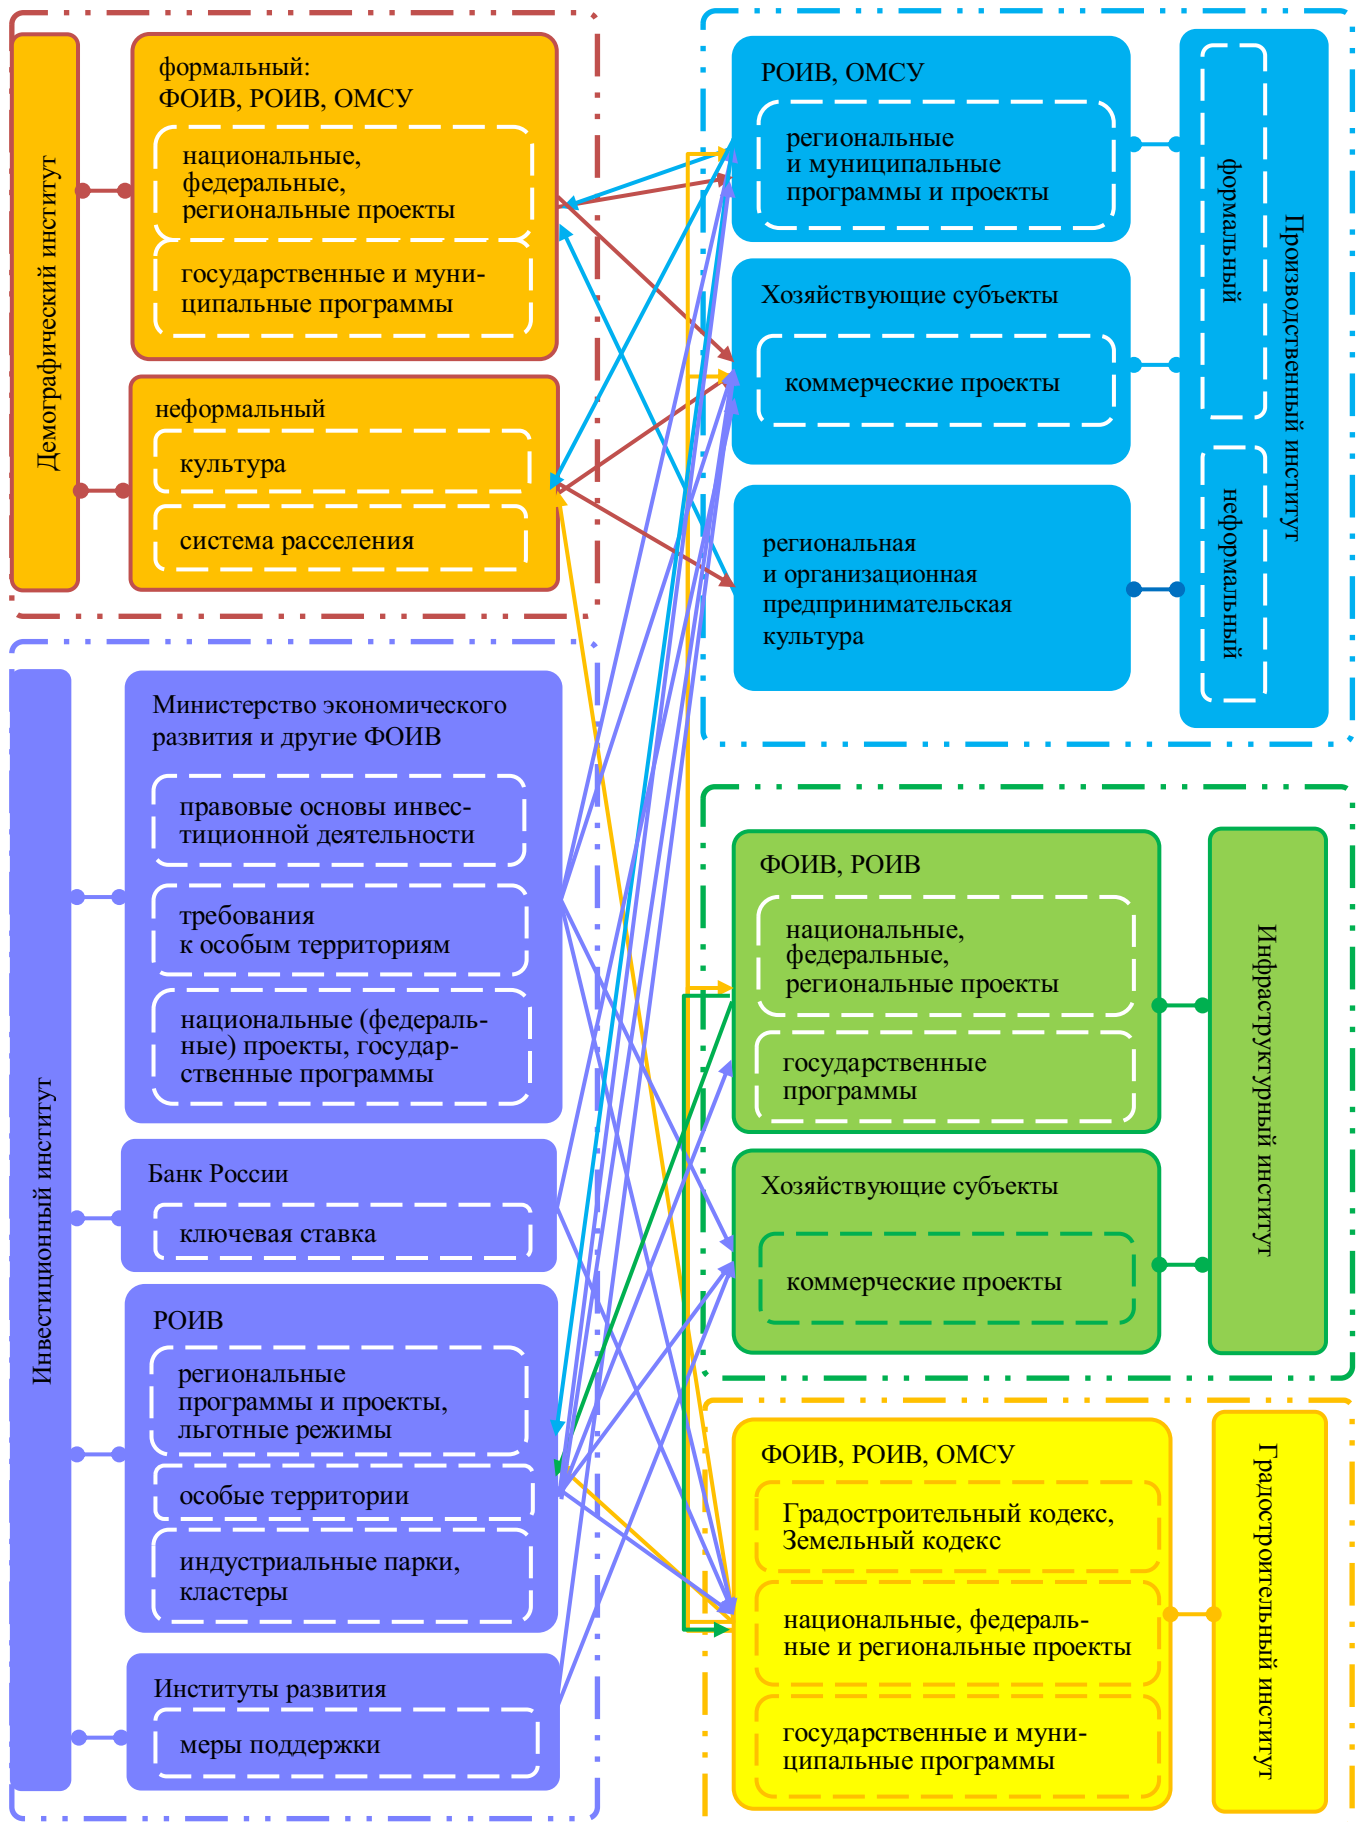 Демографический институт
формальный:
ФОИВ, РОИВ, ОМСУ
национальные,
федеральные,
региональные проекты
государственные и муни-
ципальные программы
неформальный
культура
система расселения
Инвестиционный институт
Министерство экономического
развития и другие ФОИВ
правовые основы инвес-
тиционной деятельности
требования
к особым территориям
национальные (федераль-
ные) проекты, государ-
ственные программы
Банк России
ключевая ставка
РОИВ
региональные
программы и проекты,
льготные режимы
особые территории
индустриальные парки,
кластеры
Институты развития
меры поддержки
РОИВ, ОМСУ
региональные
и муниципальные
программы и проекты
Хозяйствующие субъекты
коммерческие проекты
региональная
и организационная
предпринимательская
культура
формальный
неформальный
Производственный институт
ФОИВ, РОИВ
национальные,
федеральные,
региональные проекты
государственные
программы
Хозяйствующие субъекты
коммерческие проекты
Инфраструктурный институт
ФОИВ, РОИВ, ОМСУ
Градостроительный кодекс,
Земельный кодекс
национальные, федераль-
ные и региональные проекты
государственные и муни-
ципальные программы
Градостроительный институт